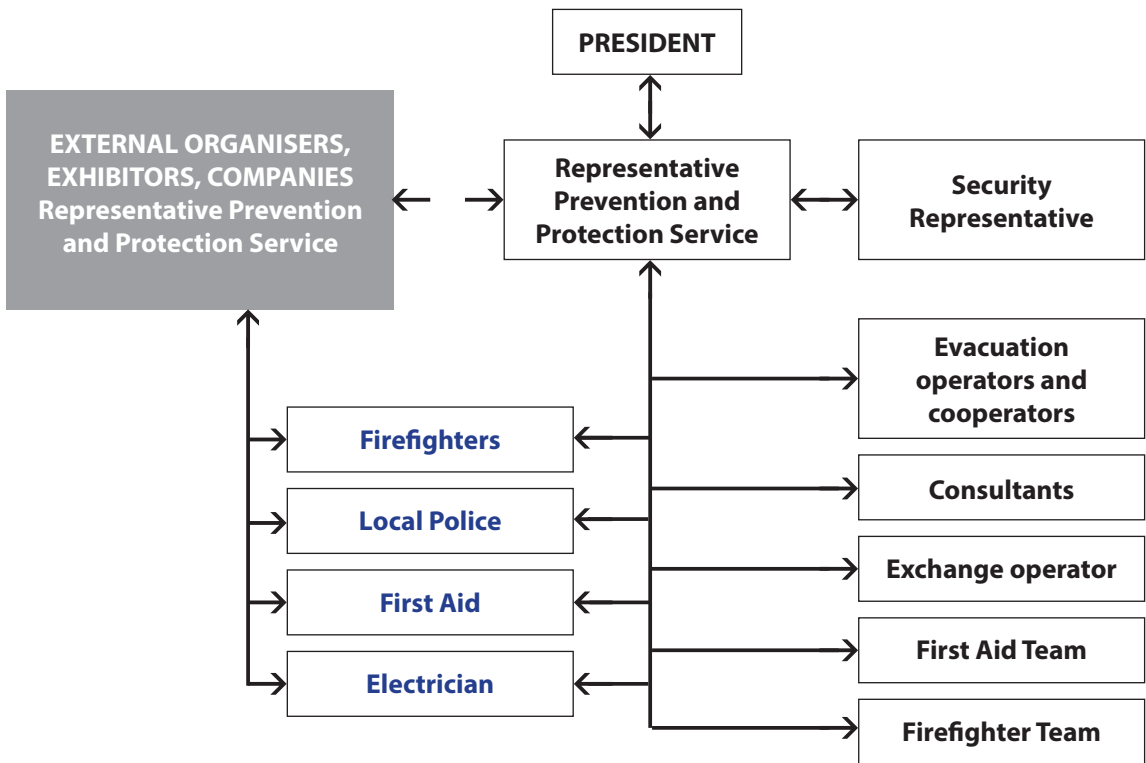 PRESIDENT
EXTERNAL ORGANISERS,
EXHIBITORS, COMPANIES
Representative Prevention
and Protection Service
Representative
Prevention and
Protection Service
Security
Representative
Evacuation
operators and
cooperators
Firefighters
Consultants
Local Police
Exchange operator
First Aid
First Aid Team
Electrician
Firefighter Team